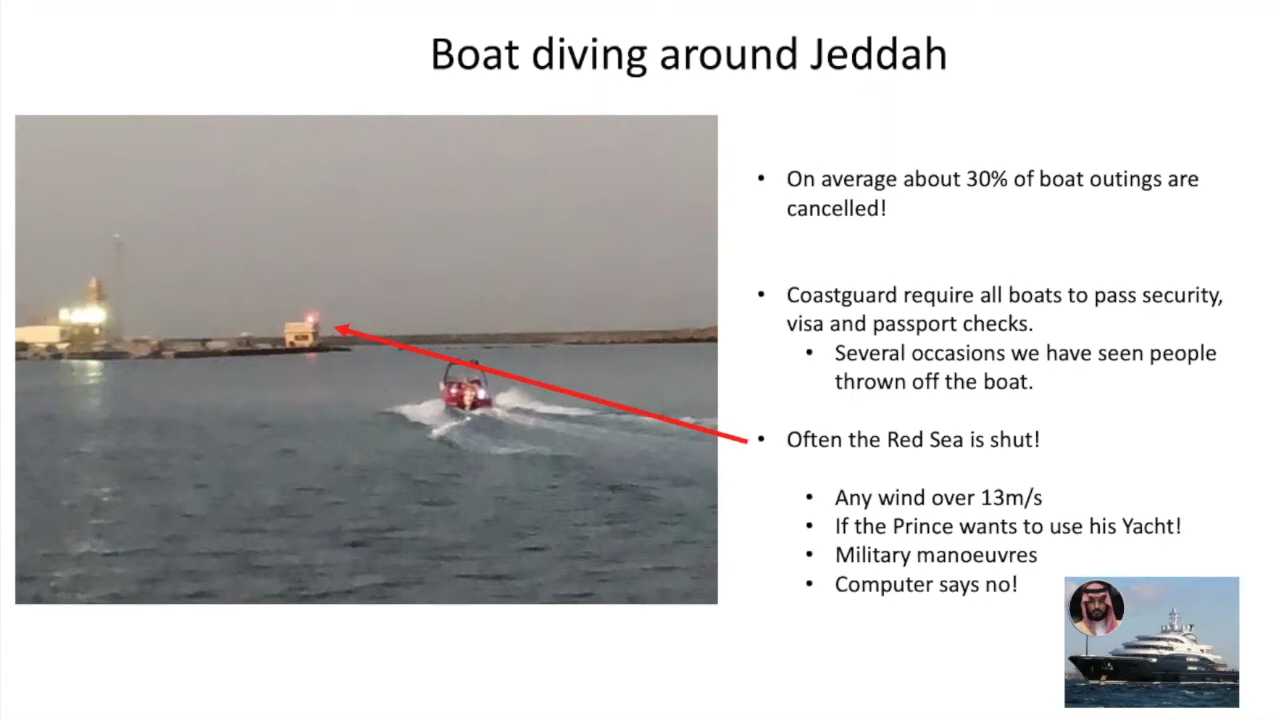 Boat diving around Jeddah
• On average about 30% of boat outings are
cancelled!
• Coastguard require all boats to pass security,
visa and passport checks.
• Several occasions we have seen people
thrown off the boat.
• Often the Red Sea is shut!
• Any wind over 13m/s
• If the Prince wants to use his Yacht!
• Military manoeuvres
• Computer says no!